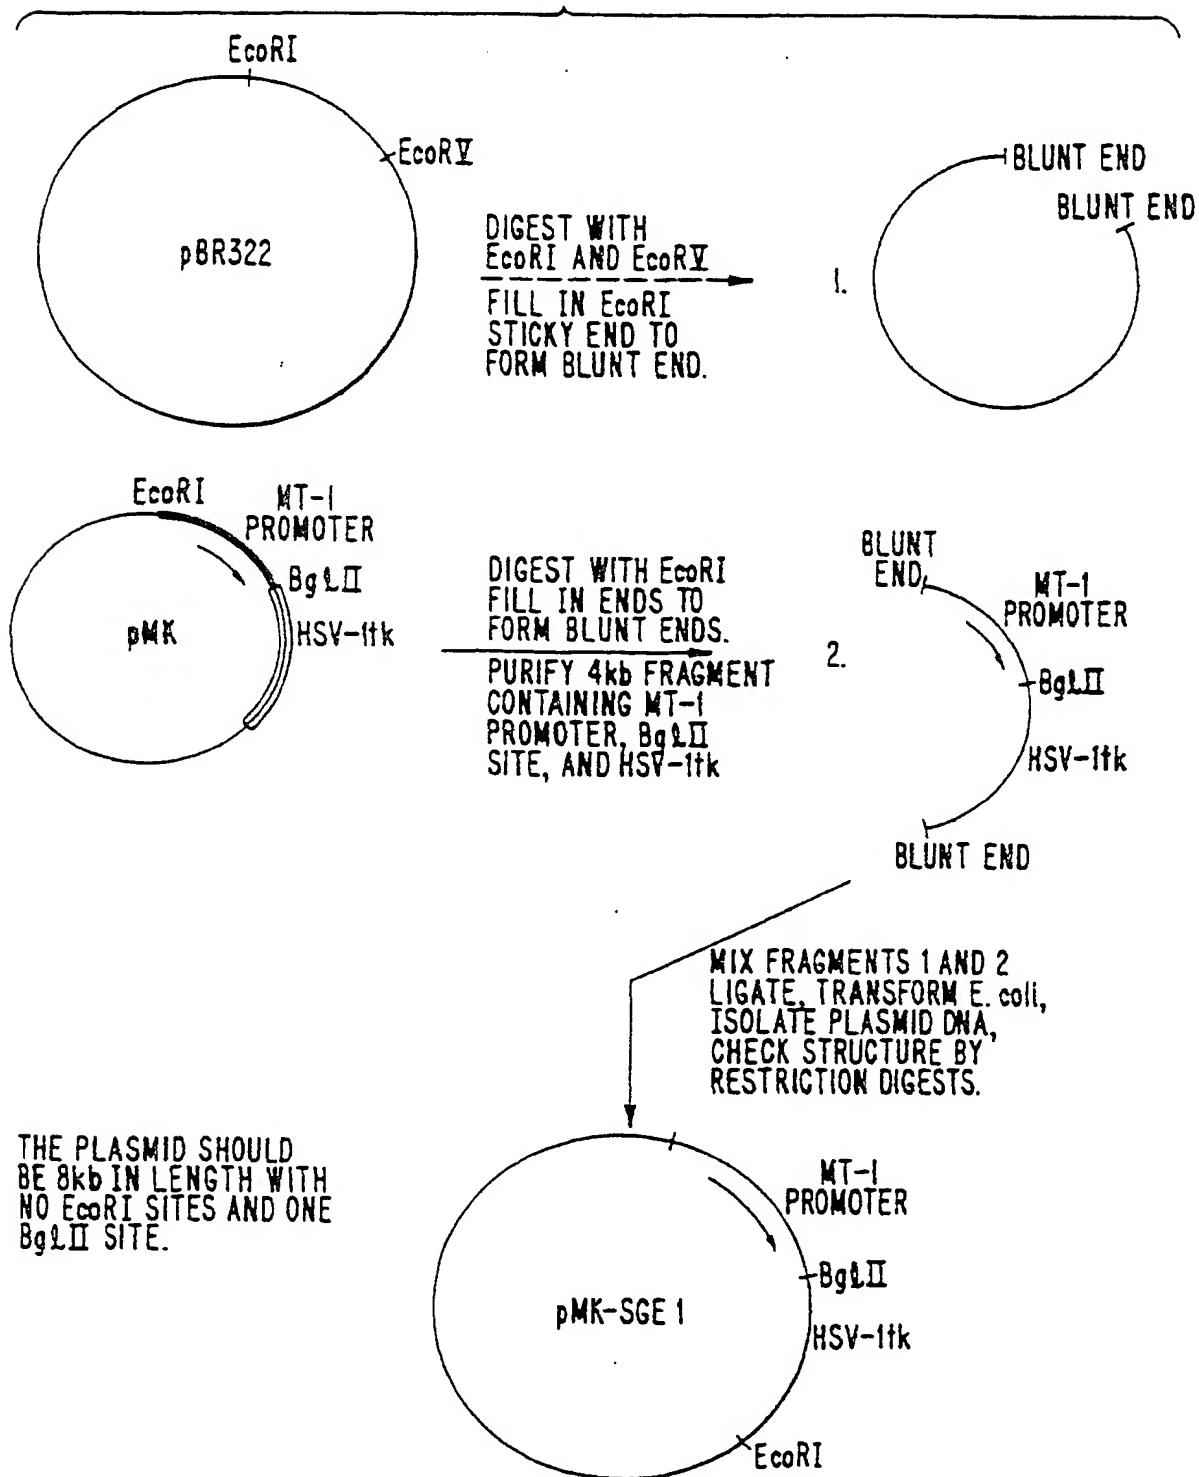 EcoRI
EcoRV
pBR322
DIGEST WITH
EcoRI AND EcoRV
FILL IN EcoRI
STICKY END TO
FORM BLUNT END.
1.
BLUNT END
BLUNT END
EcoRI
MT-1
PROMOTER
BglII
HSV-1tk
pMK
DIGEST WITH EcoRI
FILL IN ENDS TO
FORM BLUNT ENDS.
PURIFY 4kb FRAGMENT
CONTAINING MT-1
PROMOTER, BglII
SITE, AND HSV-1tk
2.
BLUNT
END
MT-1
PROMOTER
BglII
HSV-1tk
BLUNT END
MIX FRAGMENTS 1 AND 2
LIGATE, TRANSFORM E. coli,
ISOLATE PLASMID DNA,
CHECK STRUCTURE BY
RESTRICTION DIGESTS.
THE PLASMID SHOULD
BE 8kb IN LENGTH WITH
NO EcoRI SITES AND ONE
BglII SITE.
MT-1
PROMOTER
BglII
HSV-1tk
pMK-SGE 1
EcoRI